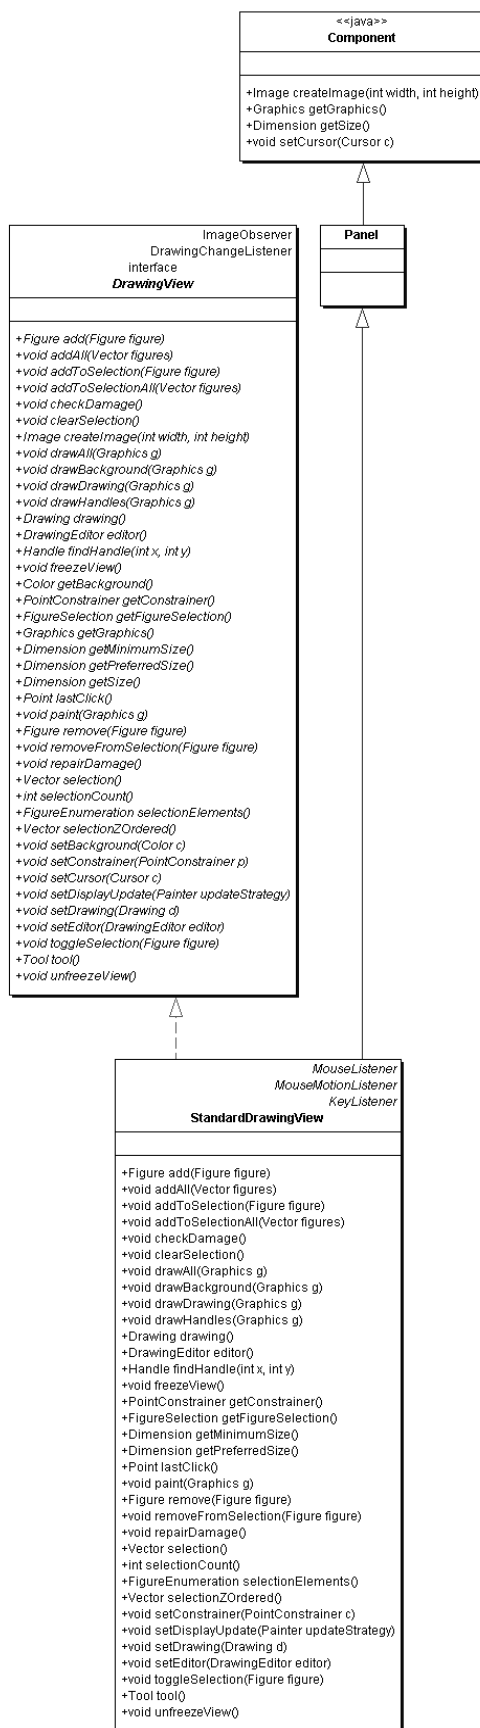 <<java>>
Component
+Image createImage(int width, int height)
+Graphics getGraphics()
+Dimension getSize()
+void setCursor(Cursor c)
ImageObserver
DrawingChangeListener
interface
DrawingView
+Figure add(Figure figure)
+void addAll(Vector figures)
+void addToSelection(Figure figure)
+void addToSelectionAll(Vector figures)
+void checkDamage()
+void clearSelection()
+Image createImage(int width, int height)
+void drawAll(Graphics g)
+void drawBackground(Graphics g)
+void drawDrawing(Graphics g)
+void drawHandles(Graphics g)
+Drawing drawing()
+DrawingEditor editor()
+Handle findHandle(int x, int y)
+void freezeView()
+Color getBackground()
+PointConstrainer getConstrainer()
+FigureSelection getFigureSelection()
+Graphics getGraphics()
+Dimension getMinimumSize()
+Dimension getPreferredSize()
+Dimension getSize()
+Point lastClick()
+void paint(Graphics g)
+Figure remove(Figure figure)
+void removeFromSelection(Figure figure)
+void repairDamage()
+Vector selection()
+int selectionCount()
+FigureEnumeration selectionElements()
+Vector selectionZOrdered()
+void setBackground(Color c)
+void setConstrainer(PointConstrainer p)
+void setCursor(Cursor c)
+void setDisplayUpdate(Painter updateStrategy)
+void setDrawing(Drawing d)
+void setEditor(DrawingEditor editor)
+void toggleSelection(Figure figure)
+Tool tool()
+void unfreezeView()
Panel
MouseListener
MouseMotionListener
KeyListener
StandardDrawingView
+Figure add(Figure figure)
+void addAll(Vector figures)
+void addToSelection(Figure figure)
+void addToSelectionAll(Vector figures)
+void checkDamage()
+void clearSelection()
+void drawAll(Graphics g)
+void drawBackground(Graphics g)
+void drawDrawing(Graphics g)
+void drawHandles(Graphics g)
+Drawing drawing()
+DrawingEditor editor()
+Handle findHandle(int x, int y)
+void freezeView()
+PointConstrainer getConstrainer()
+FigureSelection getFigureSelection()
+Dimension getMinimumSize()
+Dimension getPreferredSize()
+Point lastClick()
+void paint(Graphics g)
+Figure remove(Figure figure)
+void removeFromSelection(Figure figure)
+void repairDamage()
+Vector selection()
+int selectionCount()
+FigureEnumeration selectionElements()
+Vector selectionZOrdered()
+void setConstrainer(PointConstrainer c)
+void setDisplayUpdate(Painter updateStrategy)
+void setDrawing(Drawing d)
+void setEditor(DrawingEditor editor)
+void toggleSelection(Figure figure)
+Tool tool()
+void unfreezeView()